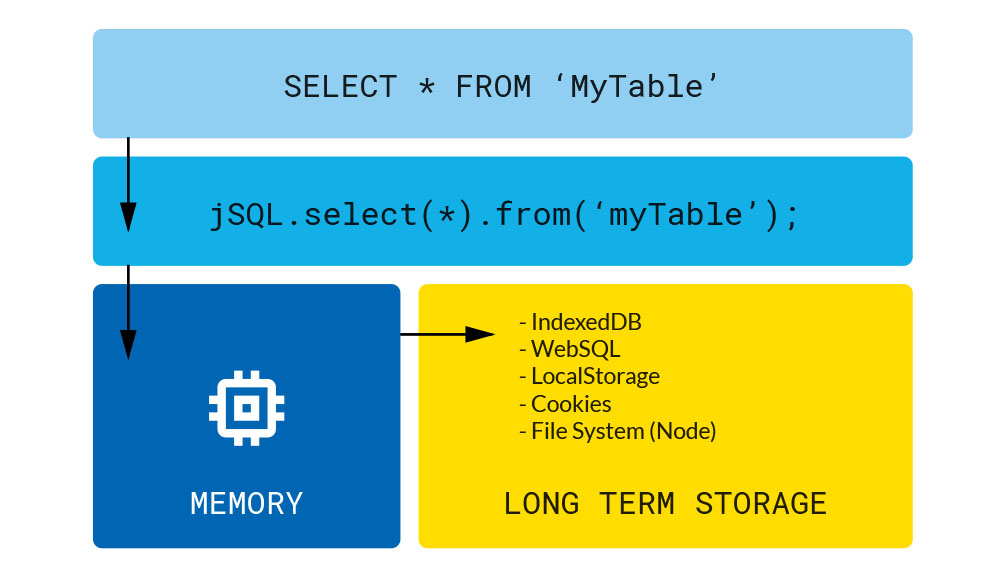 SELECT * FROM ‘MyTable’
jSQL.select(*).from(‘myTable’);
- IndexedDB
- WebSQL
- LocalStorage
- Cookies
- File System (Node)
MEMORY
LONG TERM STORAGE